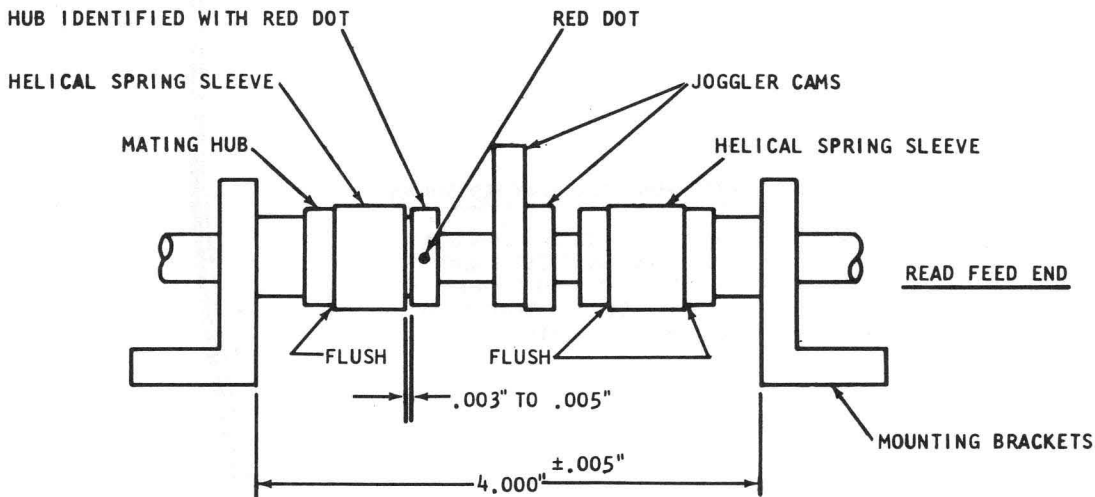 HUB IDENTIFIED WITH RED DOT
RED DOT
HELICAL SPRING SLEEVE
JOGGLER CAMS
MATING HUB
HELICAL SPRING SLEEVE
READ FEED END
FLUSH
FLUSH
.003" TO .005"
MOUNTING BRACKETS
4.000" ±.005"